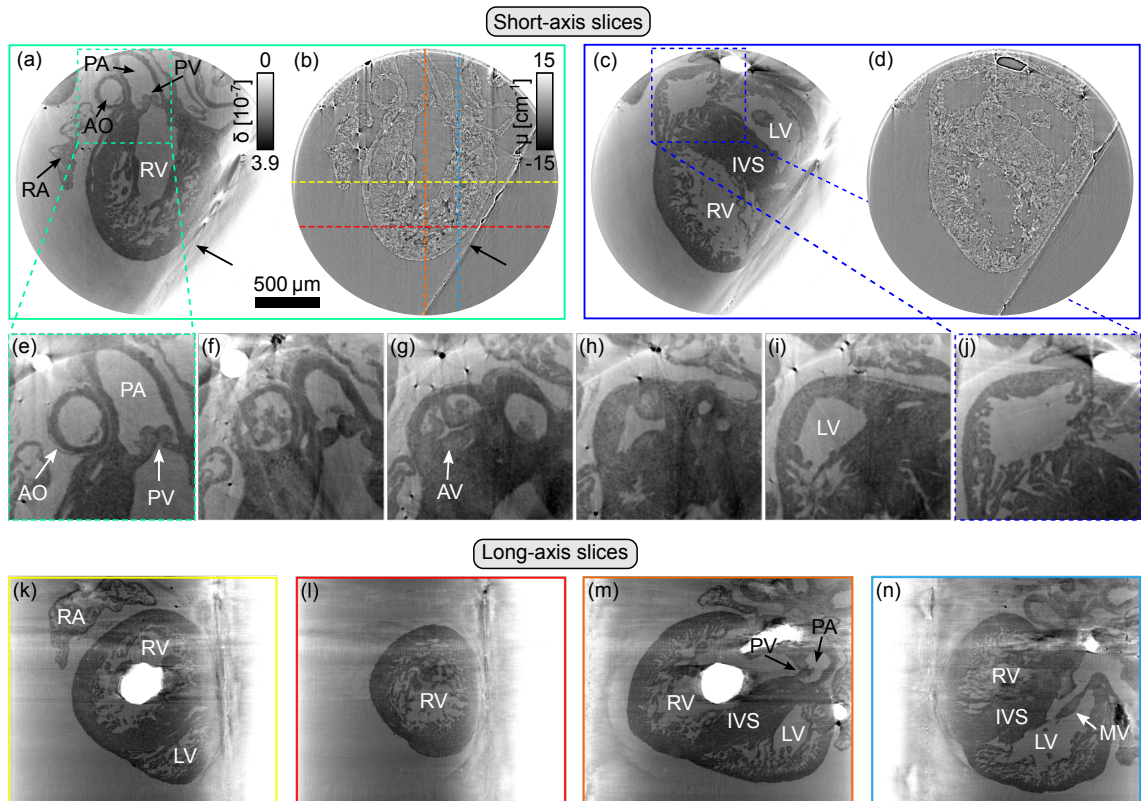 Short-axis slices
(a)
PA
PV
AO
RA
RV
0
δ [10⁻⁷]
3.9
500 µm
(b)
15
µ [cm⁻¹]
-15
(c)
LV
IVS
RV
(d)
(e)
PA
AO
PV
(f)
(g)
AV
(h)
(i)
LV
(j)
Long-axis slices
(k)
RA
RV
LV
(l)
RV
(m)
PA
PV
RV
IVS
LV
(n)
RV
IVS
LV
MV